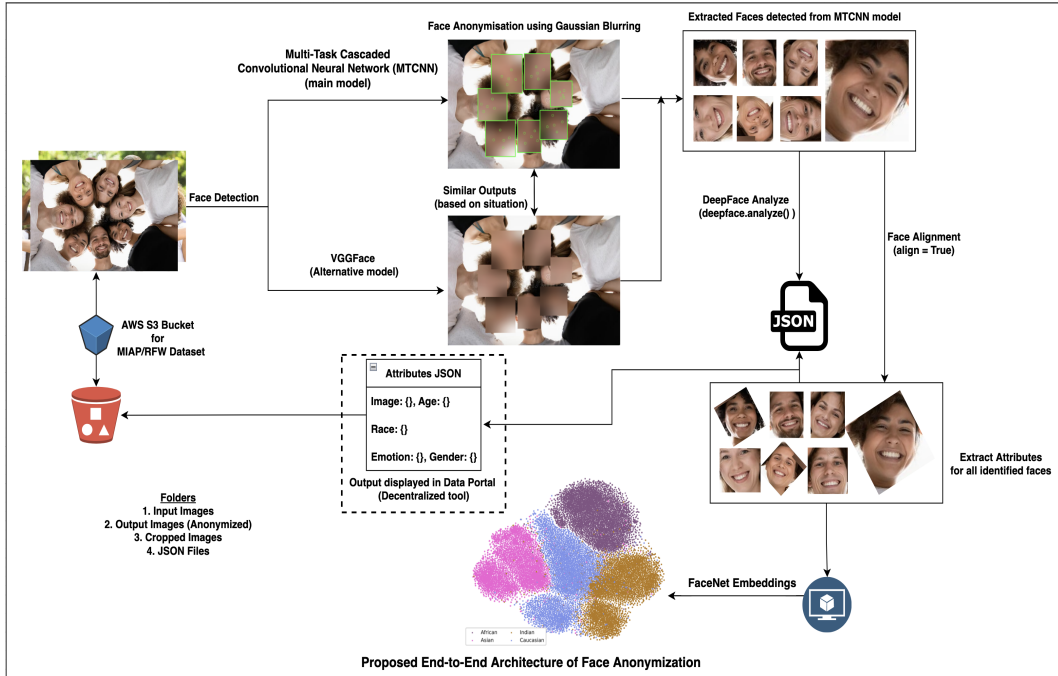 Face Anonymisation using Gaussian Blurring
Extracted Faces detected from MTCNN model
Multi-Task Cascaded
Convolutional Neural Network (MTCNN)
(main model)
Face Detection
Similar Outputs
(based on situation)
VGGFace
(Alternative model)
DeepFace Analyze
(deepface.analyze() )
Face Alignment
(align = True)
JSON
AWS S3 Bucket
for
MIAP/RFW Dataset
Attributes JSON
Image: {}, Age: {}
Race: {}
Emotion: {}, Gender: {}
Output displayed in Data Portal
(Decentralized tool)
Extract Attributes
for all identified faces
Folders
1. Input Images
2. Output Images (Anonymized)
3. Cropped Images
4. JSON Files
FaceNet Embeddings
African
Indian
Asian
Caucasian
Proposed End-to-End Architecture of Face Anonymization